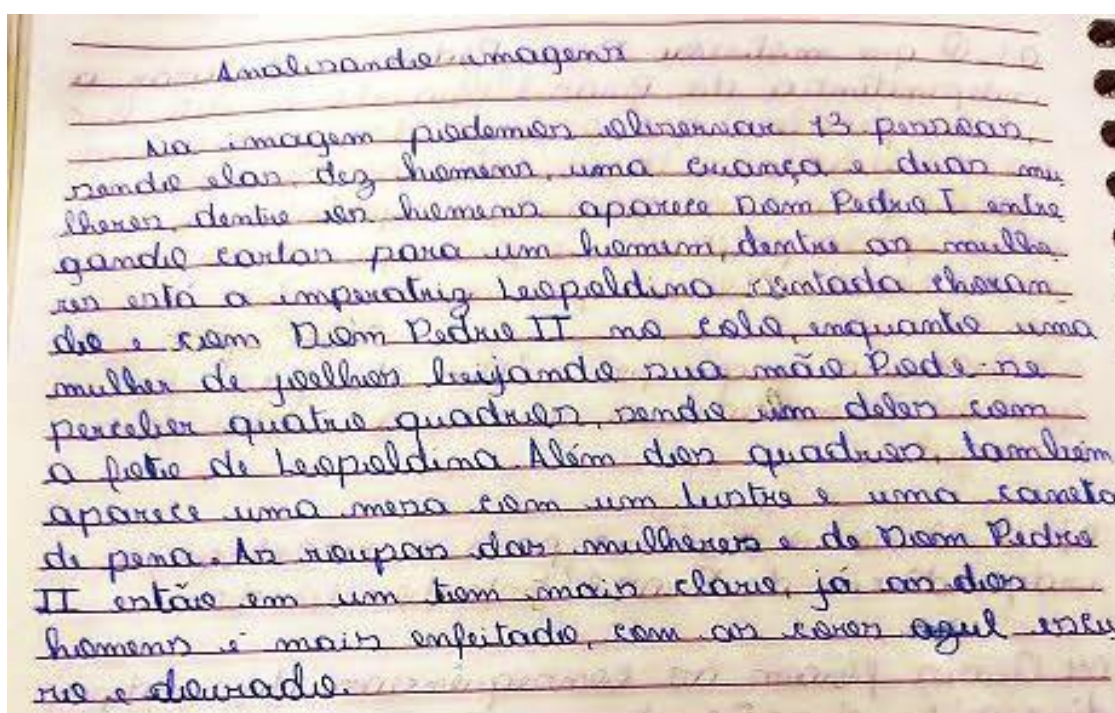 Analisando imagens
Na imagem podemos observar 13 pessoas,
sendo elas, dez homens, uma criança e duas mu
lheres, dentre os homens aparece Dom Pedro I entre
gando cartas para um homem, dentre as mulhe
res está a imperatriz Leopoldina sentada choran
do e com Dom Pedro II no colo, enquanto uma
mulher de joelhos beijando sua mão. Pode-se
perceber quatro quadros, sendo um deles com
a foto de Leopoldina. Além dos quadros, também
aparece uma mesa com um lustre e uma caneta
de pena. As roupas das mulheres e de Dom Pedro
II estão em um tom mais claro, já as dos
homens é mais enfeitado, com as cores azul escu
ro e dourado.